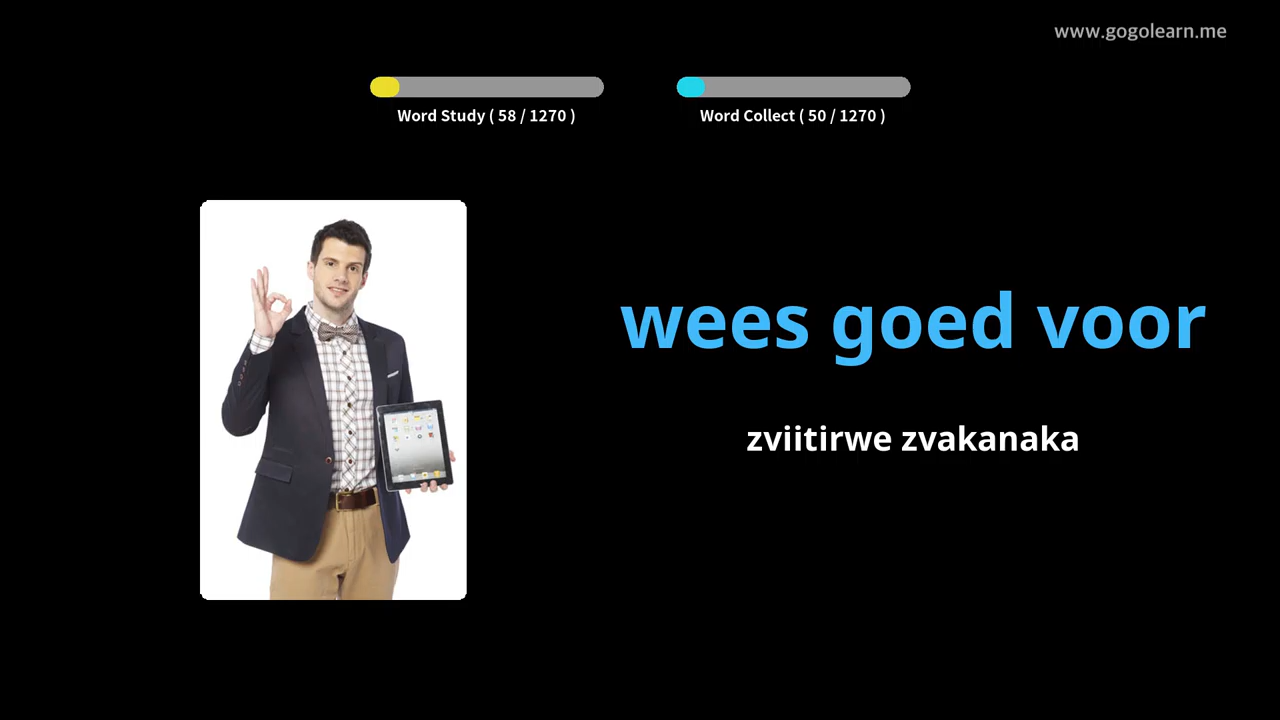 www.gogolearn.me
Word Study ( 58 / 1270 )
Word Collect ( 50 / 1270 )
wees goed voor
zviitirwe zvakanaka